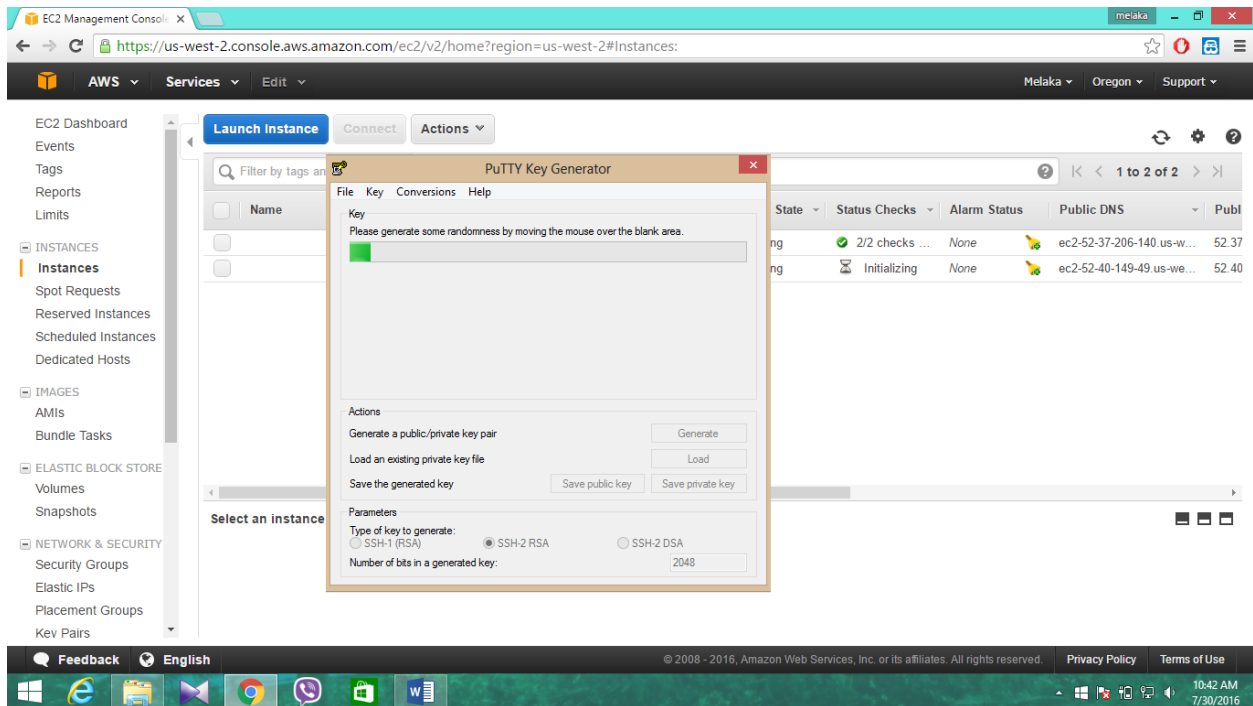 EC2 Management Console
melaka
https://us-west-2.console.aws.amazon.com/ec2/v2/home?region=us-west-2#Instances:
AWS Services Edit Melaka Oregon Support
EC2 Dashboard
Events
Tags
Reports
Limits
INSTANCES
Instances
Spot Requests
Reserved Instances
Scheduled Instances
Dedicated Hosts
IMAGES
AMIs
Bundle Tasks
ELASTIC BLOCK STORE
Volumes
Snapshots
NETWORK & SECURITY
Security Groups
Elastic IPs
Placement Groups
Key Pairs
Launch Instance Connect Actions
Filter by tags an 1 to 2 of 2
Name State Status Checks Alarm Status Public DNS Publ
ng 2/2 checks ... None ec2-52-37-206-140.us-w... 52.37
ng Initializing None ec2-52-40-149-49.us-we... 52.40
Select an instance
PuTTY Key Generator
File Key Conversions Help
Key
Please generate some randomness by moving the mouse over the blank area.
Actions
Generate a public/private key pair Generate
Load an existing private key file Load
Save the generated key Save public key Save private key
Parameters
Type of key to generate:
SSH-1 (RSA) SSH-2 RSA SSH-2 DSA
Number of bits in a generated key: 2048
Feedback English © 2008 - 2016, Amazon Web Services, Inc. or its affiliates. All rights reserved. Privacy Policy Terms of Use
10:42 AM
7/30/2016